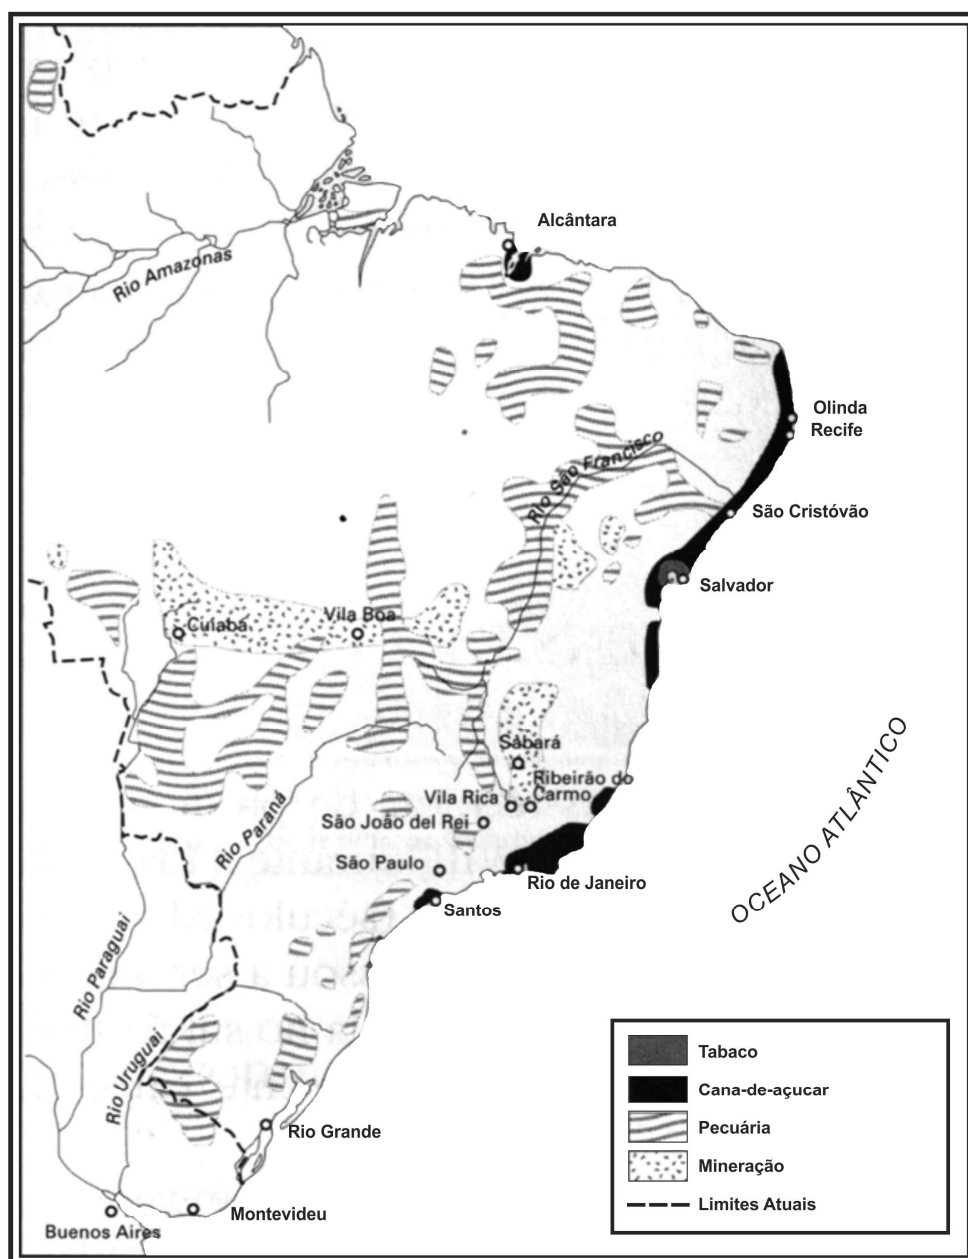 Alcântara
Rio Amazonas
Olinda
Recife
Rio São Francisco
São Cristóvão
Salvador
Cuiabá
Vila Boa
Sabará
Ribeirão do
Carmo
Vila Rica
São João del Rei
Rio Paraná
São Paulo
Rio de Janeiro
Santos
OCEANO ATLÂNTICO
Rio Paraguai
Rio Uruguai
Rio Grande
Montevideu
Buenos Aires
Tabaco
Cana-de-açucar
Pecuária
Mineração
Limites Atuais